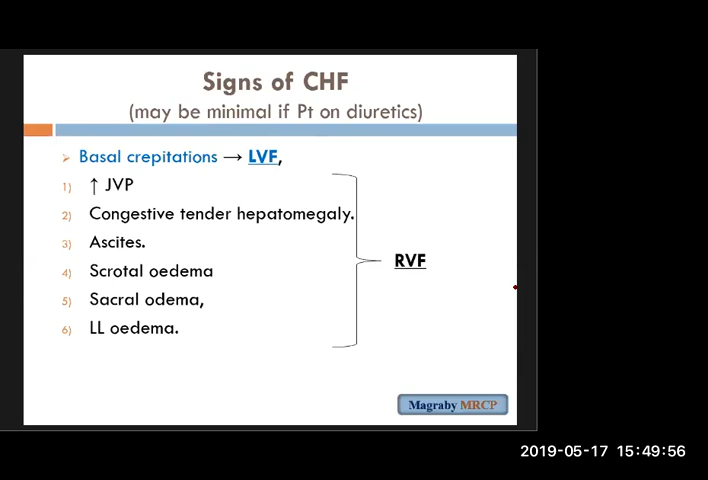 Signs of CHF
(may be minimal if Pt on diuretics)
➢ Basal crepitations → LVF,
1) ↑ JVP
2) Congestive tender hepatomegaly.
3) Ascites.
4) Scrotal oedema
RVF
5) Sacral odema,
6) LL oedema.
Magraby MRCP
2019-05-17 15:49:56